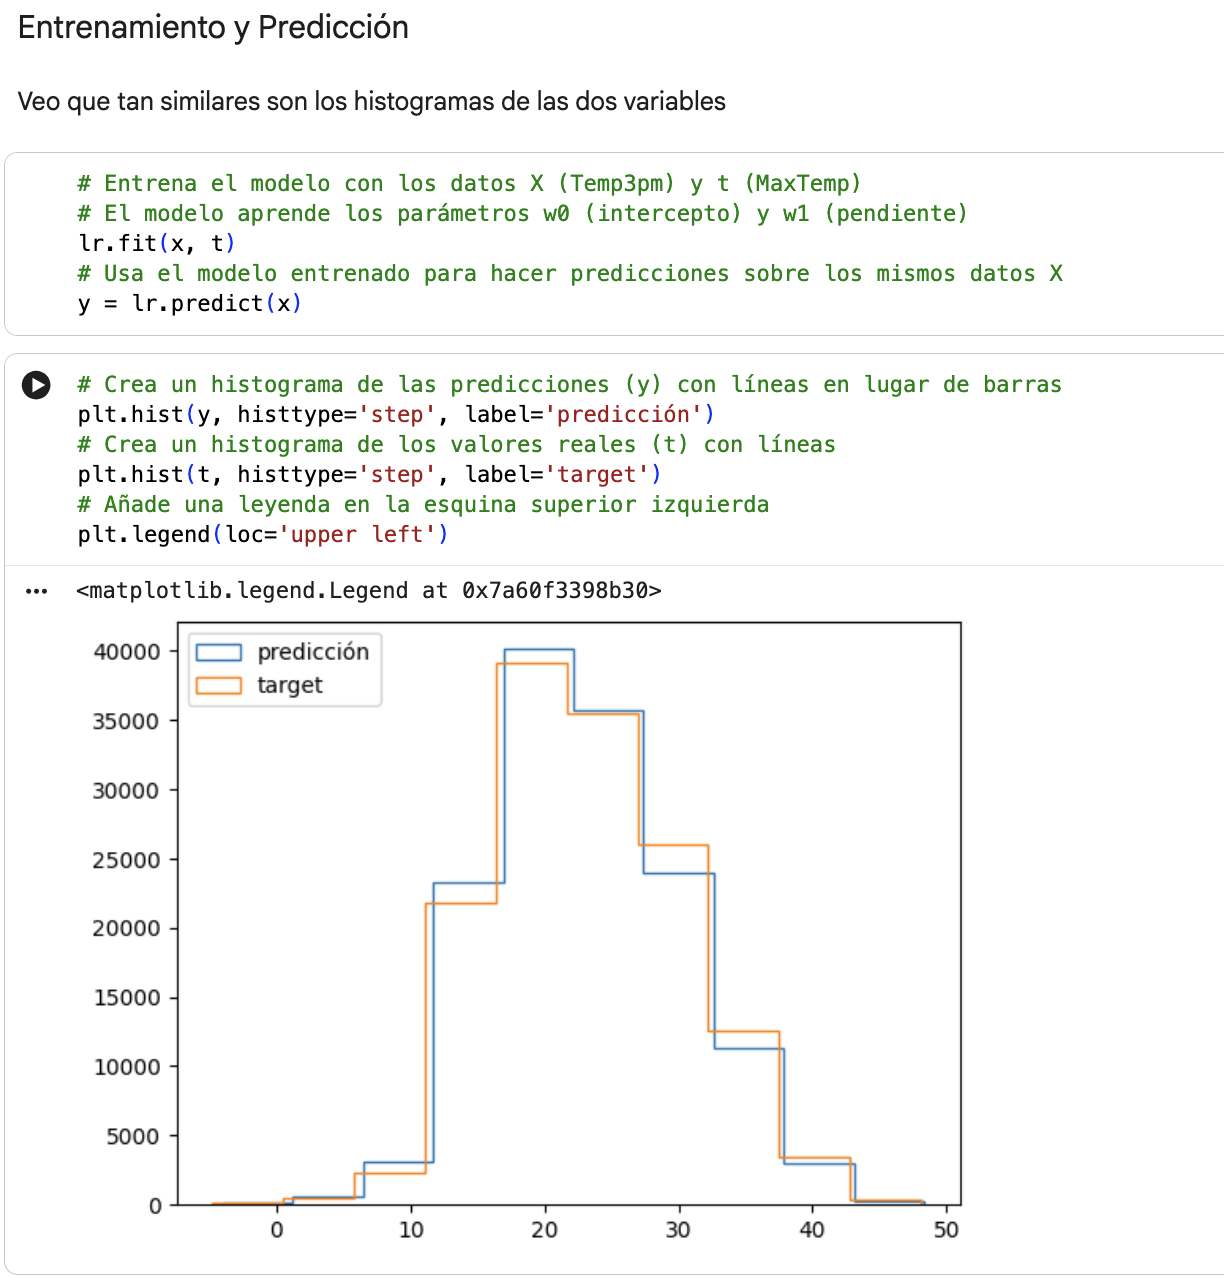 Entrenamiento y Predicción
Veo que tan similares son los histogramas de las dos variables
# Entrena el modelo con los datos X (Temp3pm) y t (MaxTemp)
# El modelo aprende los parámetros w0 (intercepto) y w1 (pendiente)
lr.fit(x, t)
# Usa el modelo entrenado para hacer predicciones sobre los mismos datos X
y = lr.predict(x)
# Crea un histograma de las predicciones (y) con líneas en lugar de barras
plt.hist(y, histtype='step', label='predicción')
# Crea un histograma de los valores reales (t) con líneas
plt.hist(t, histtype='step', label='target')
# Añade una leyenda en la esquina superior izquierda
plt.legend(loc='upper left')
<matplotlib.legend.Legend at 0x7a60f3398b30>
predicción
target
40000
35000
30000
25000
20000
15000
10000
5000
0
0 10 20 30 40 50